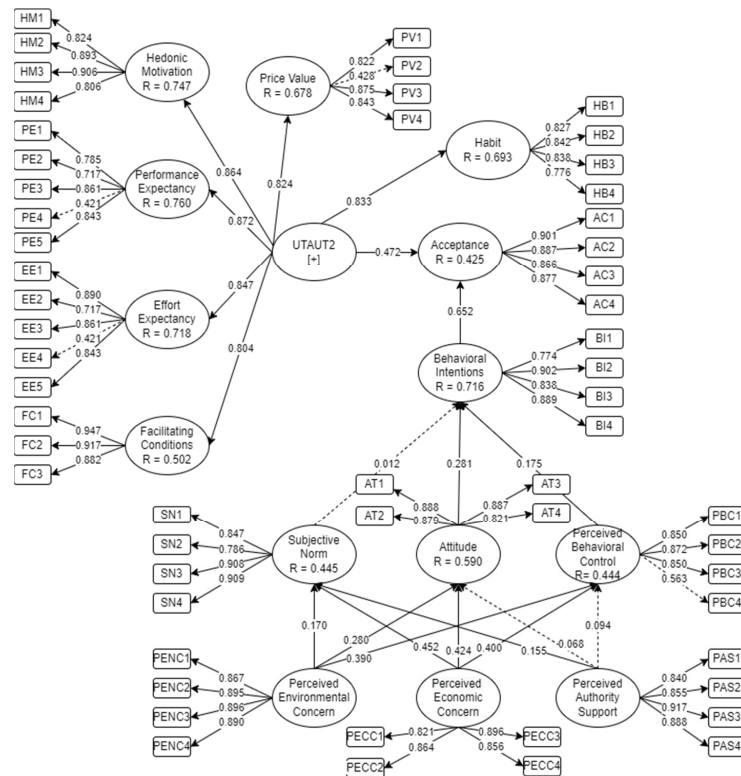 HM1
HM2
HM3
HM4
0.824
0.893
0.906
0.806
Hedonic
Motivation
R = 0.747
Price Value
R = 0.678
0.822
0.428
0.875
0.843
PV1
PV2
PV3
PV4
PE1
PE2
PE3
PE4
PE5
0.785
0.717
0.861
0.421
0.843
Performance
Expectancy
R = 0.760
0.864
0.824
0.872
0.833
Habit
R = 0.693
0.827
0.842
0.838
0.776
HB1
HB2
HB3
HB4
UTAUT2
[+]
0.472
Acceptance
R = 0.425
0.901
0.887
0.866
0.877
AC1
AC2
AC3
AC4
EE1
EE2
EE3
EE4
EE5
0.890
0.717
0.861
0.421
0.843
Effort
Expectancy
R = 0.718
0.847
0.804
0.652
Behavioral
Intentions
R = 0.716
0.774
0.902
0.838
0.889
BI1
BI2
BI3
BI4
FC1
FC2
FC3
0.947
0.917
0.882
Facilitating
Conditions
R = 0.502
0.012
0.281
0.175
AT1
AT2
AT3
AT4
0.888
0.879
0.887
0.821
SN1
SN2
SN3
SN4
0.847
0.786
0.908
0.909
Subjective
Norm
R = 0.445
Attitude
R = 0.590
Perceived
Behavioral
Control
R= 0.444
0.850
0.872
0.850
0.563
PBC1
PBC2
PBC3
PBC4
0.170
0.280
0.390
0.452
0.424
0.400
0.155
0.068
0.094
PENC1
PENC2
PENC3
PENC4
0.867
0.895
0.896
0.890
Perceived
Environmental
Concern
Perceived
Economic
Concern
Perceived
Authority
Support
0.840
0.855
0.917
0.888
PAS1
PAS2
PAS3
PAS4
PECC1
PECC2
0.821
0.864
0.896
0.856
PECC3
PECC4